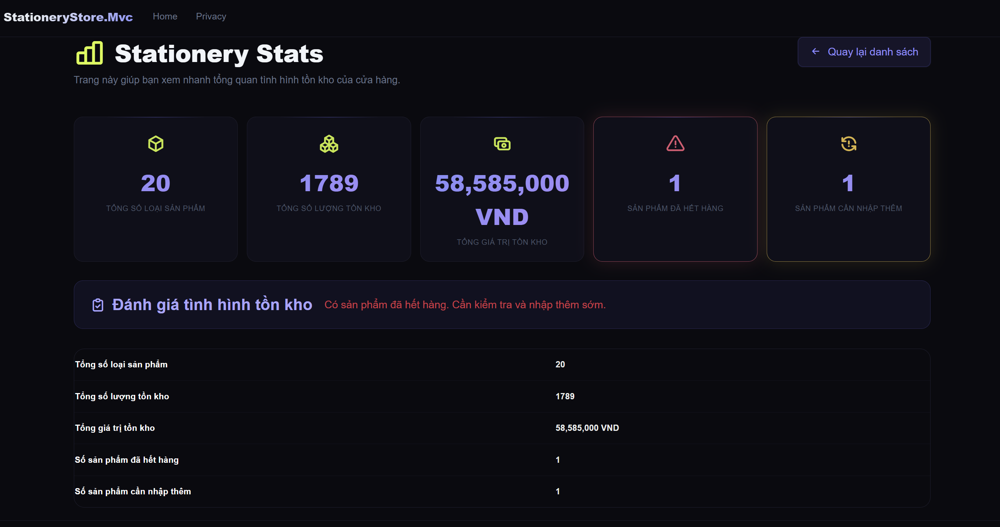 StationeryStore.Mvc Home Privacy
Stationery Stats
Quay lại danh sách
Trang này giúp bạn xem nhanh tổng quan tình hình tồn kho của cửa hàng.
20
TỔNG SỐ LOẠI SẢN PHẨM
1789
TỔNG SỐ LƯỢNG TỒN KHO
58,585,000
VND
TỔNG GIÁ TRỊ TỒN KHO
1
SẢN PHẨM ĐÃ HẾT HÀNG
1
SẢN PHẨM CẦN NHẬP THÊM
Đánh giá tình hình tồn kho Có sản phẩm đã hết hàng. Cần kiểm tra và nhập thêm sớm.
Tổng số loại sản phẩm 20
Tổng số lượng tồn kho 1789
Tổng giá trị tồn kho 58,585,000 VND
Số sản phẩm đã hết hàng 1
Số sản phẩm cần nhập thêm 1